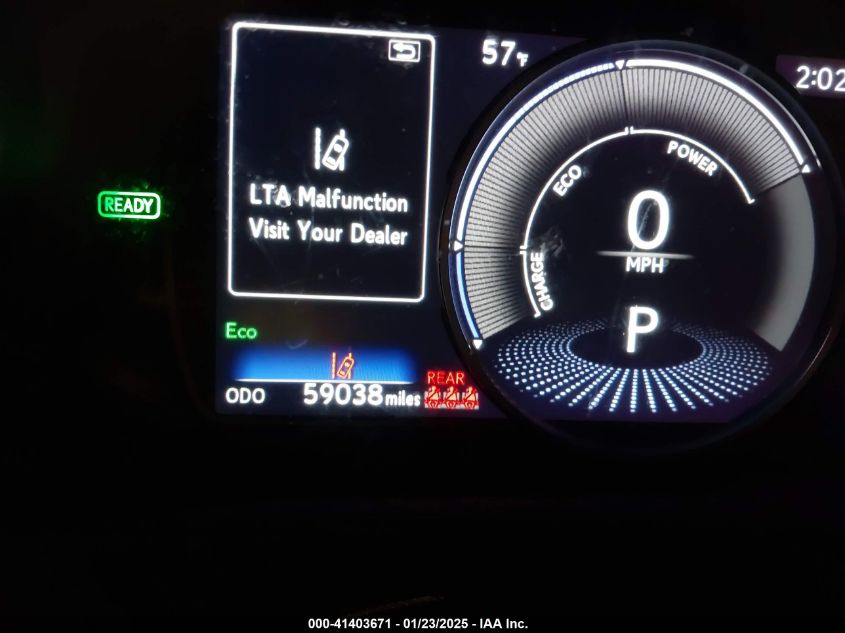 57°F
2:02
READY
LTA Malfunction
Visit Your Dealer
ECO
POWER
CHARGE
0
MPH
P
Eco
REAR
ODO 59038 miles
000-41403671 - 01/23/2025 - IAA Inc.